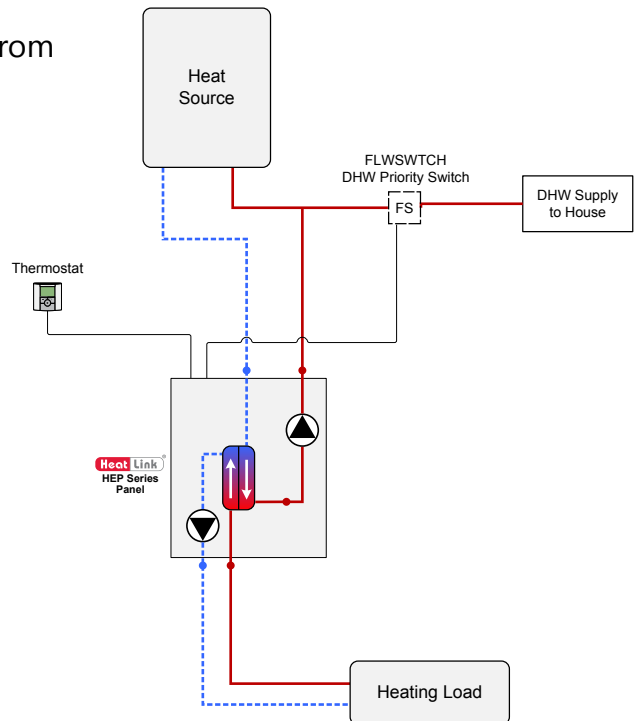 rom
Heat
Source
FLWSWTCH
DHW Priority Switch
FS
DHW Supply
to House
Thermostat
Heat Link®
HEP Series
Panel
Heating Load